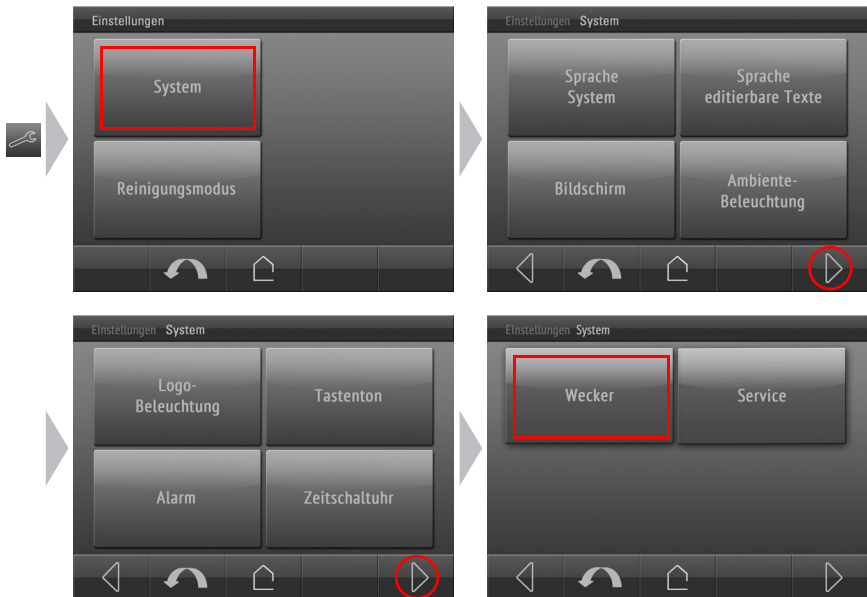 Einstellungen
System
Reinigungsmodus
Einstellungen System
Sprache
System
Sprache
editierbare Texte
Bildschirm
Ambiente-
Beleuchtung
Einstellungen System
Logo-
Beleuchtung
Tastenton
Alarm
Zeitschaltuhr
Einstellungen System
Wecker
Service